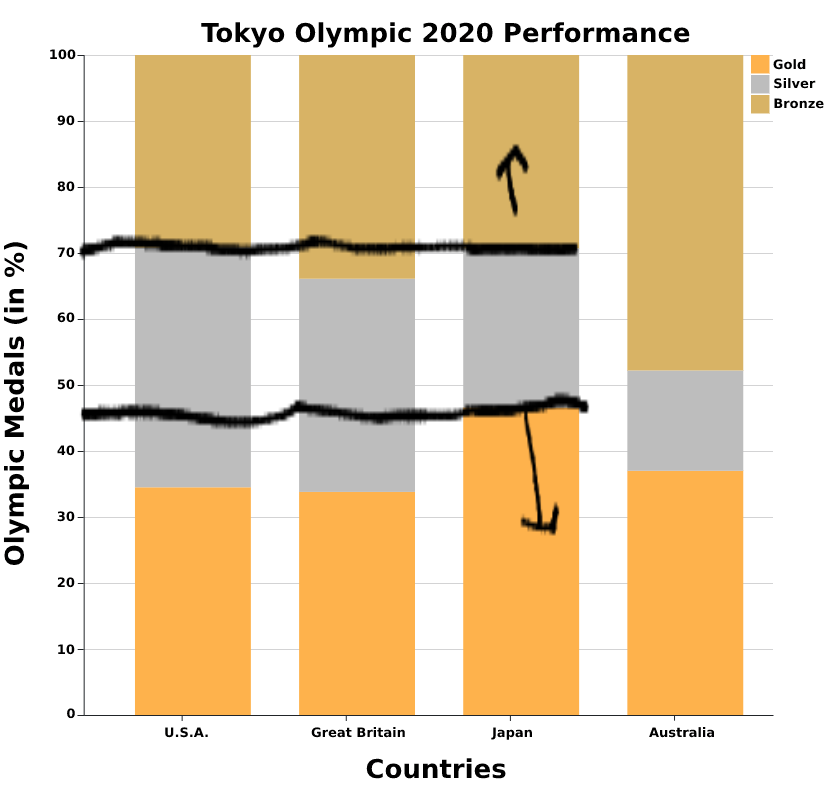 Tokyo Olympic 2020 Performance
100
90
80
70
60
50
40
30
20
10
0
Olympic Medals (in %)
U.S.A.
Great Britain
Japan
Australia
Countries
Gold
Silver
Bronze